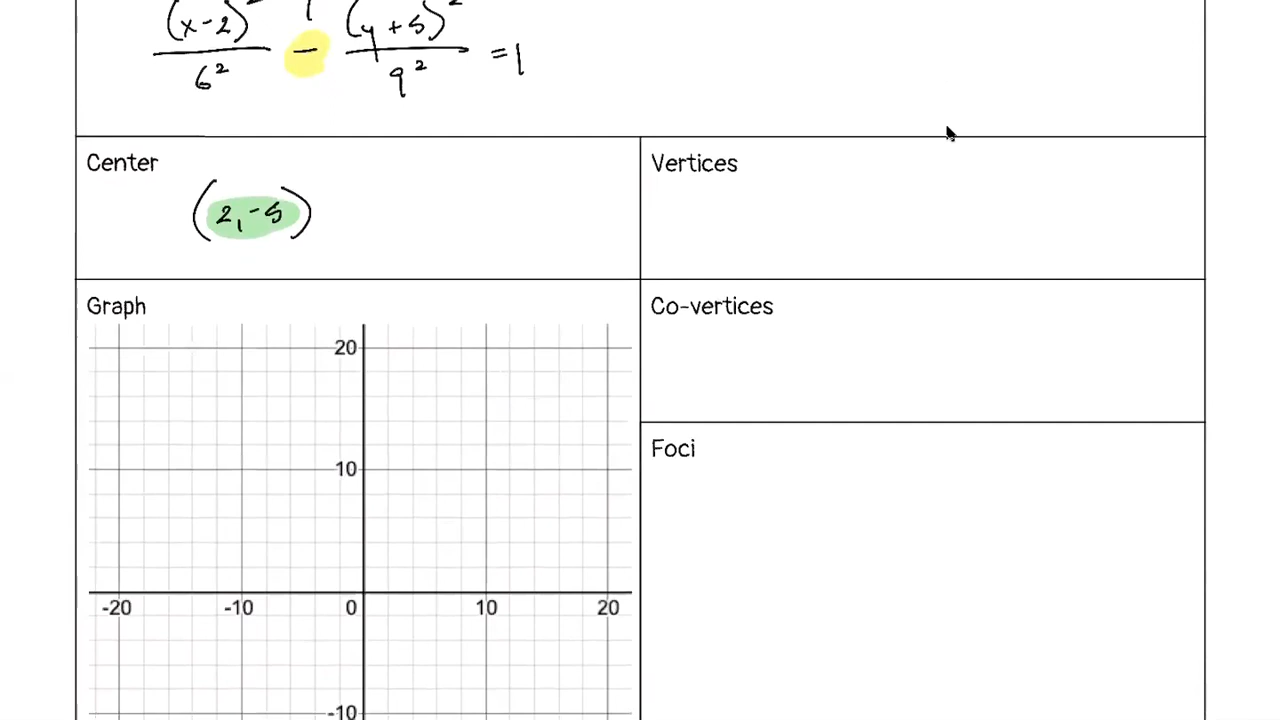 (x-2)² / 6² − (y+5)² / 9² = 1
Center
Vertices
(2, -5)
Graph
Co-vertices
20
Foci
10
-20 -10 0 10 20
-10